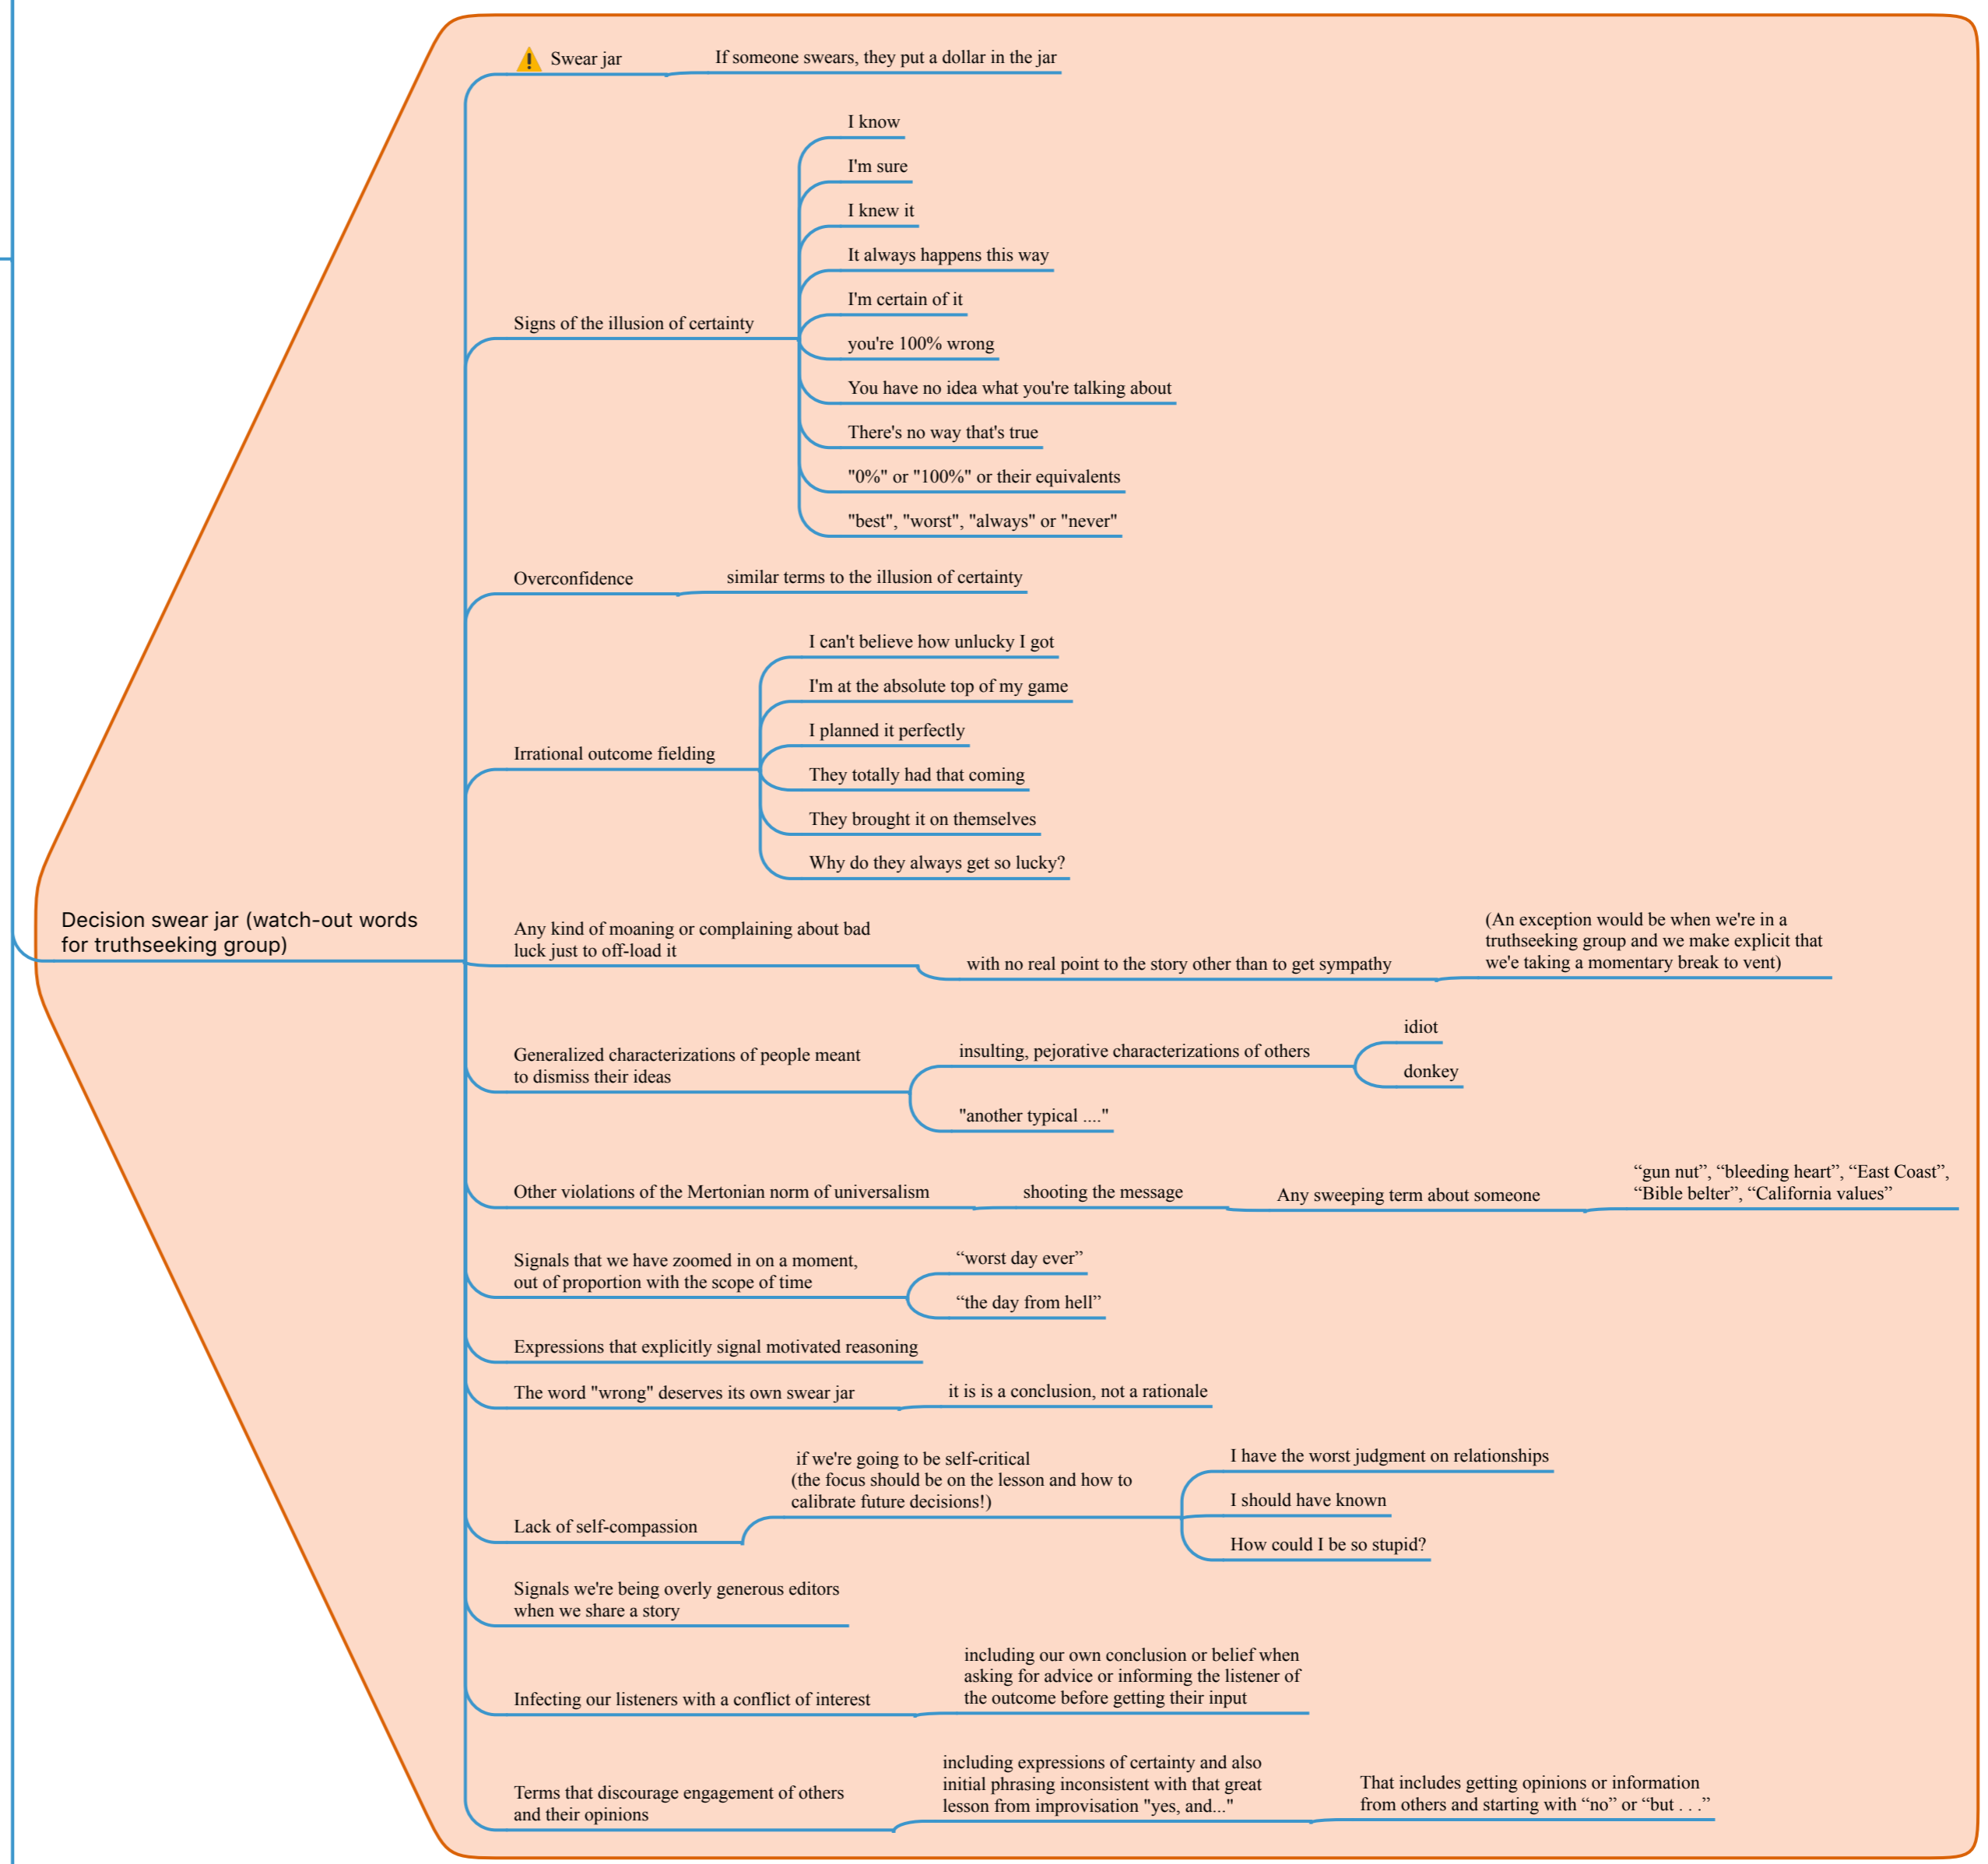 Swear jar
If someone swears, they put a dollar in the jar
Signs of the illusion of certainty
I know
I'm sure
I knew it
It always happens this way
I'm certain of it
you're 100% wrong
You have no idea what you're talking about
There's no way that's true
"0%" or "100%" or their equivalents
"best", "worst", "always" or "never"
Overconfidence
similar terms to the illusion of certainty
Irrational outcome fielding
I can't believe how unlucky I got
I'm at the absolute top of my game
I planned it perfectly
They totally had that coming
They brought it on themselves
Why do they always get so lucky?
Decision swear jar (watch-out words
for truthseeking group)
Any kind of moaning or complaining about bad
luck just to off-load it
with no real point to the story other than to get sympathy
(An exception would be when we're in a
truthseeking group and we make explicit that
we'e taking a momentary break to vent)
Generalized characterizations of people meant
to dismiss their ideas
insulting, pejorative characterizations of others
idiot
donkey
"another typical ...."
Other violations of the Mertonian norm of universalism
shooting the message
Any sweeping term about someone
“gun nut”, “bleeding heart”, “East Coast”,
“Bible belter”, “California values”
Signals that we have zoomed in on a moment,
out of proportion with the scope of time
“worst day ever”
“the day from hell”
Expressions that explicitly signal motivated reasoning
The word "wrong" deserves its own swear jar
it is is a conclusion, not a rationale
Lack of self-compassion
if we're going to be self-critical
(the focus should be on the lesson and how to
calibrate future decisions!)
I have the worst judgment on relationships
I should have known
How could I be so stupid?
Signals we're being overly generous editors
when we share a story
Infecting our listeners with a conflict of interest
including our own conclusion or belief when
asking for advice or informing the listener of
the outcome before getting their input
Terms that discourage engagement of others
and their opinions
including expressions of certainty and also
initial phrasing inconsistent with that great
lesson from improvisation "yes, and..."
That includes getting opinions or information
from others and starting with “no” or “but . . .”